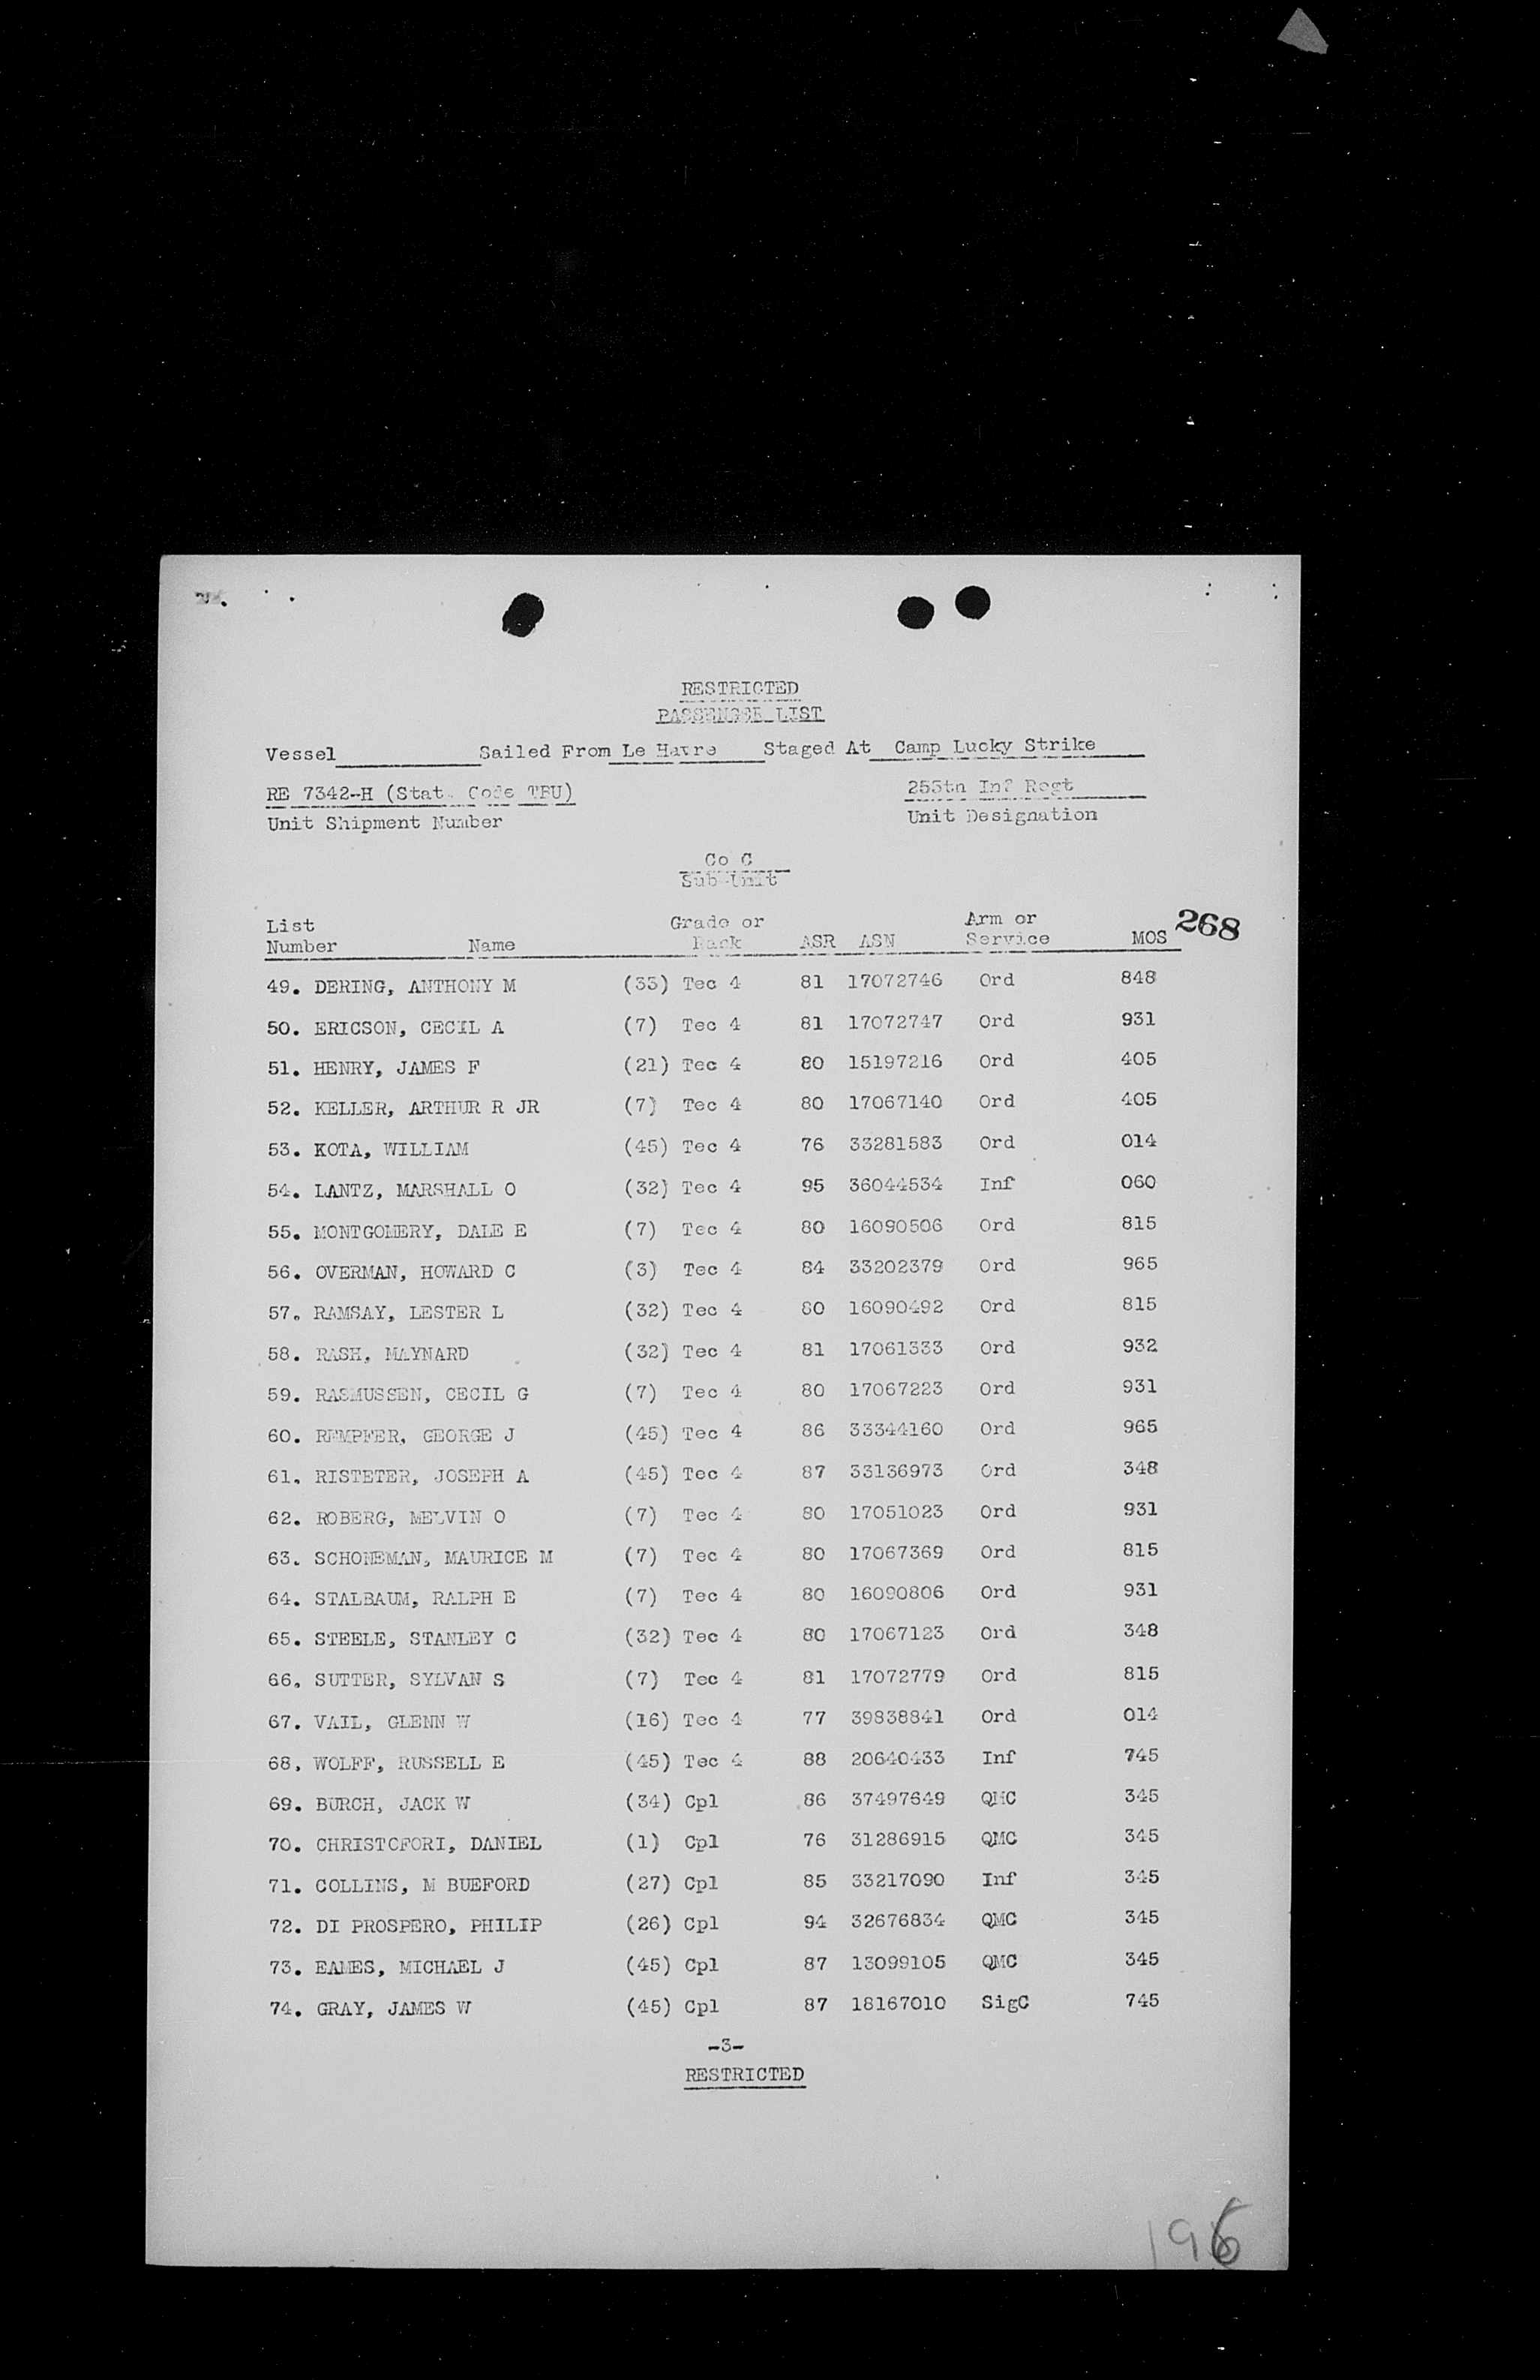 RESTRICTED
PASSENGER LIST
Vessel Sailed From Le Havre Staged At Camp Lucky Strike
RE 7342-H (Stat. Code TFU) 255tn Inf Regt
Unit Shipment Number Unit Designation
Co C
Sub-Unit
List Grade or Arm or
Number Name Rank ASR ASN Service MOS 268
49. DERING, ANTHONY M (33) Tec 4 81 17072746 Ord 848
50. ERICSON, CECIL A (7) Tec 4 81 17072747 Ord 931
51. HENRY, JAMES F (21) Tec 4 80 15197216 Ord 405
52. KELLER, ARTHUR R JR (7) Tec 4 80 17067140 Ord 405
53. KOTA, WILLIAM (45) Tec 4 76 33281583 Ord 014
54. LANTZ, MARSHALL O (32) Tec 4 95 36044534 Inf 060
55. MONTGOMERY, DALE E (7) Tec 4 80 16090506 Ord 815
56. OVERMAN, HOWARD C (3) Tec 4 84 33202379 Ord 965
57. RAMSAY, LESTER L (32) Tec 4 80 16090492 Ord 815
58. RASH, MAYNARD (32) Tec 4 81 17061333 Ord 932
59. RASMUSSEN, CECIL G (7) Tec 4 80 17067223 Ord 931
60. REMPFER, GEORGE J (45) Tec 4 86 33344160 Ord 965
61. RISTETER, JOSEPH A (45) Tec 4 87 33136973 Ord 348
62. ROBERG, MELVIN O (7) Tec 4 80 17051023 Ord 931
63. SCHONEMAN, MAURICE M (7) Tec 4 80 17067369 Ord 815
64. STALBAUM, RALPH E (7) Tec 4 80 16090806 Ord 931
65. STEELE, STANLEY C (32) Tec 4 80 17067123 Ord 348
66. SUTTER, SYLVAN S (7) Tec 4 81 17072779 Ord 815
67. VAIL, GLENN W (16) Tec 4 77 39838841 Ord 014
68. WOLFF, RUSSELL E (45) Tec 4 88 20640433 Inf 745
69. BURCH, JACK W (34) Cpl 86 37497649 QMC 345
70. CHRISTOFORI, DANIEL (1) Cpl 76 31286915 QMC 345
71. COLLINS, M BUEFORD (27) Cpl 85 33217090 Inf 345
72. DI PROSPERO, PHILIP (26) Cpl 94 32676834 QMC 345
73. EAMES, MICHAEL J (45) Cpl 87 13099105 QMC 345
74. GRAY, JAMES W (45) Cpl 87 18167010 SigC 745
-3-
RESTRICTED
196